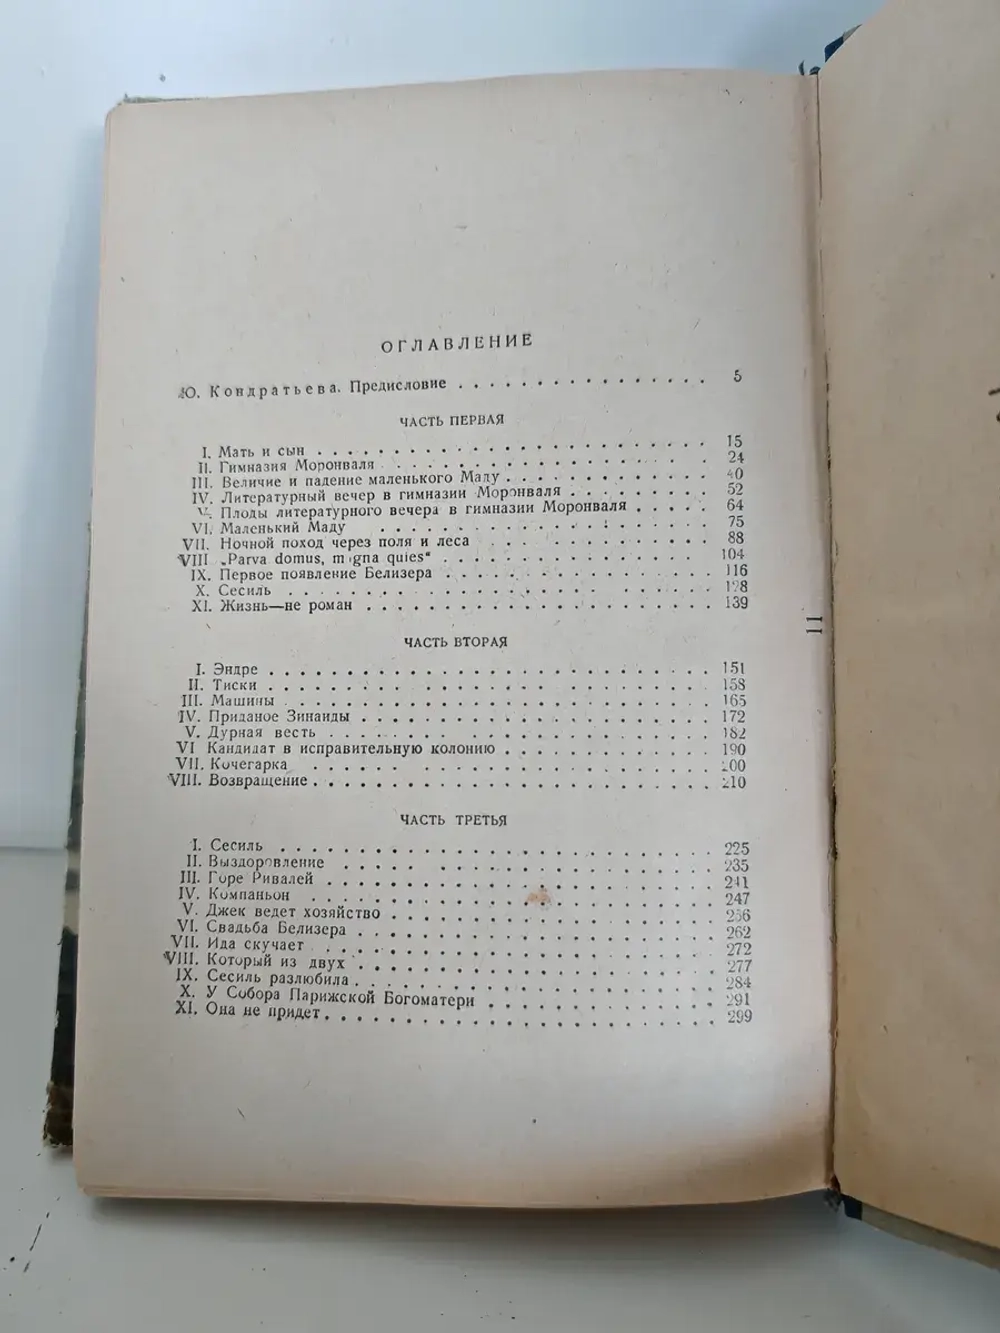 ОГЛАВЛЕНИЕ
Ю. Кондратьева. Предисловие . . . . . . . . . . . . . . . . 5
ЧАСТЬ ПЕРВАЯ
I. Мать и сын . . . . . . . . . . . . . . . . 15
II. Гимназия Моронваля . . . . . . . . . . . . . . . . 24
III. Величие и падение маленького Маду . . . . . . . . . . . . 40
IV. Литературный вечер в гимназии Моронваля . . . . . . . . . 52
V. Плоды литературного вечера в гимназии Моронваля . . . . . 64
VI. Маленький Маду . . . . . . . . . . . . . . . . 75
VII. Ночной поход через поля и леса . . . . . . . . . . . . 88
VIII „Parva domus, magna quies“ . . . . . . . . . . . . . . 104
IX. Первое появление Белизера . . . . . . . . . . . . . . 116
X. Сесиль . . . . . . . . . . . . . . . . 128
XI. Жизнь—не роман . . . . . . . . . . . . . . . . 139
ЧАСТЬ ВТОРАЯ
I. Эндре . . . . . . . . . . . . . . . . 151
II. Тиски . . . . . . . . . . . . . . . . 158
III. Машины . . . . . . . . . . . . . . . . 165
IV. Приданое Зинаиды . . . . . . . . . . . . . . . . 172
V. Дурная весть . . . . . . . . . . . . . . . . 182
VI Кандидат в исправительную колонию . . . . . . . . . . . . 190
VII. Кочегарка . . . . . . . . . . . . . . . . 200
VIII. Возвращение . . . . . . . . . . . . . . . . 210
ЧАСТЬ ТРЕТЬЯ
I. Сесиль . . . . . . . . . . . . . . . . 225
II. Выздоровление . . . . . . . . . . . . . . . . 235
III. Горе Ривалей . . . . . . . . . . . . . . . . 241
IV. Компаньон . . . . . . . . . . . . . . . . 247
V. Джек ведет хозяйство . . . . . . . . . . . . . . . . 256
VI. Свадьба Белизера . . . . . . . . . . . . . . . . 262
VII. Ида скучает . . . . . . . . . . . . . . . . 272
VIII. Который из двух . . . . . . . . . . . . . . . . 277
IX. Сесиль разлюбила . . . . . . . . . . . . . . . . 284
X. У Собора Парижской Богоматери . . . . . . . . . . . . . 291
XI. Она не придет . . . . . . . . . . . . . . . . 299